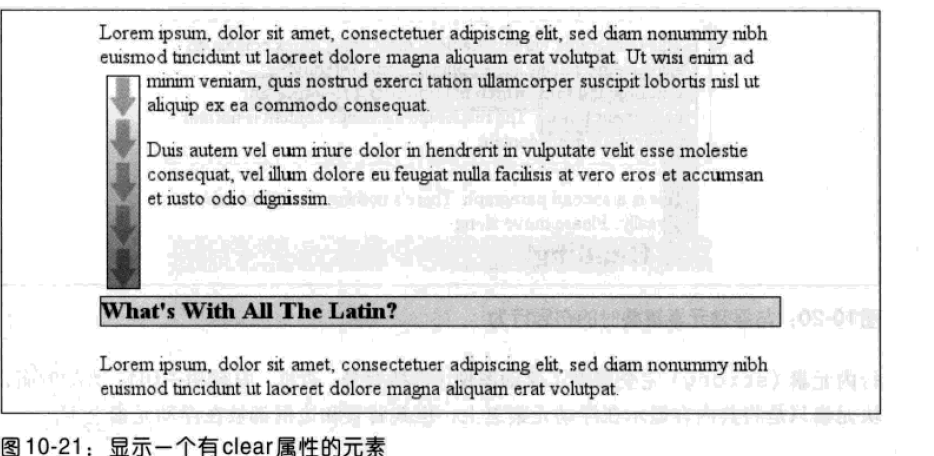 Lorem ipsum, dolor sit amet, consectetuer adipiscing elit, sed diam nonummy nibh
euismod tincidunt ut laoreet dolore magna aliquam erat volutpat. Ut wisi enim ad
minim veniam, quis nostrud exerci tation ullamcorper suscipit lobortis nisl ut
aliquip ex ea commodo consequat.
Duis autem vel eum iriure dolor in hendrerit in vulputate velit esse molestie
consequat, vel illum dolore eu feugiat nulla facilisis at vero eros et accumsan
et iusto odio dignissim.
What's With All The Latin?
Lorem ipsum, dolor sit amet, consectetuer adipiscing elit, sed diam nonummy nibh
euismod tincidunt ut laoreet dolore magna aliquam erat volutpat.
图10-21：显示一个有clear属性的元素